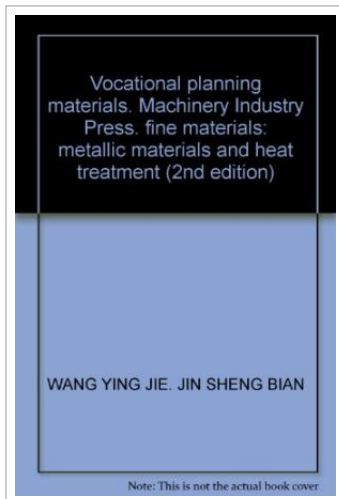 Vocational planning
materials. Machinery Industry
Press. fine materials:
metallic materials and heat
treatment (2nd edition)
WANG YING JIE. JIN SHENG BIAN
Note: This is not the actual book cover